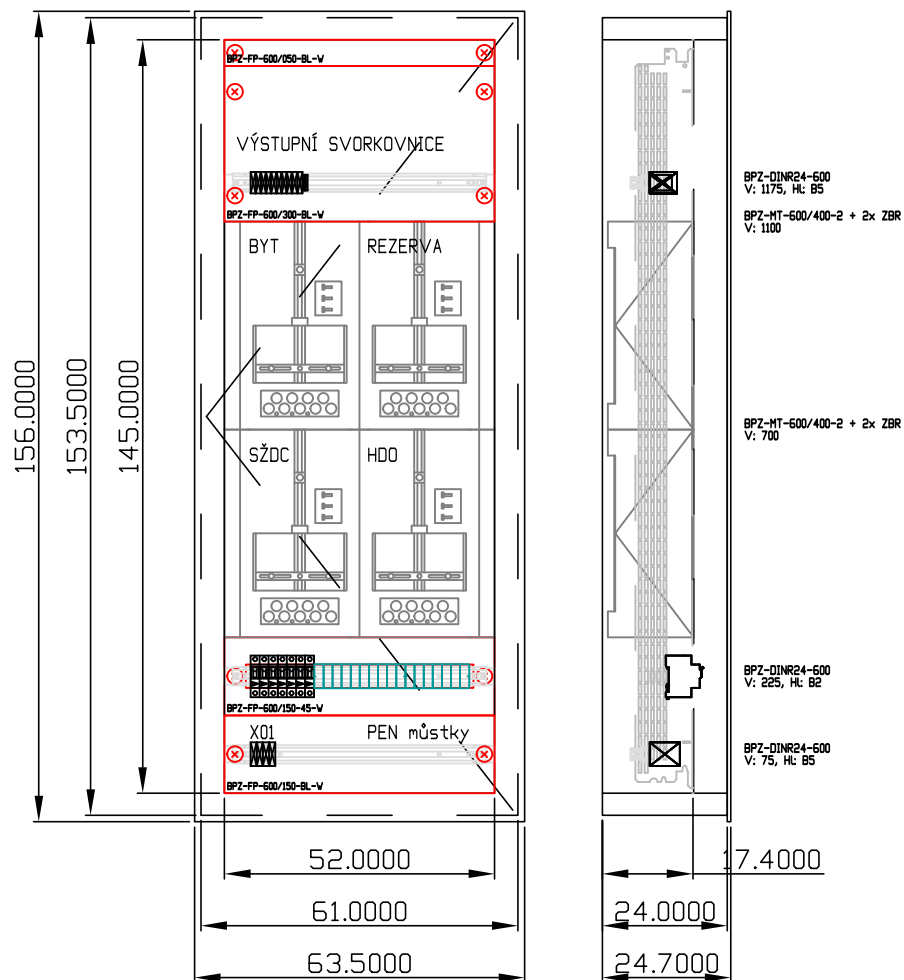 BPZ-FP-600/050-BL-W
VÝSTUPNÍ SVORKOVNICE
BPZ-FP-600/300-BL-W
BYT
REZERVA
SŽDC
HDO
BPZ-FP-600/150-45-W
X01
PEN můstky
BPZ-FP-600/150-BL-W
156.0000
153.5000
145.0000
52.0000
61.0000
63.5000
17.4000
24.0000
24.7000
BPZ-DINR24-600
V: 1175, HL: B5
BPZ-MT-600/400-2 + 2x ZBR
V: 1100
BPZ-MT-600/400-2 + 2x ZBR
V: 700
BPZ-DINR24-600
V: 225, HL: B2
BPZ-DINR24-600
V: 75, HL: B5